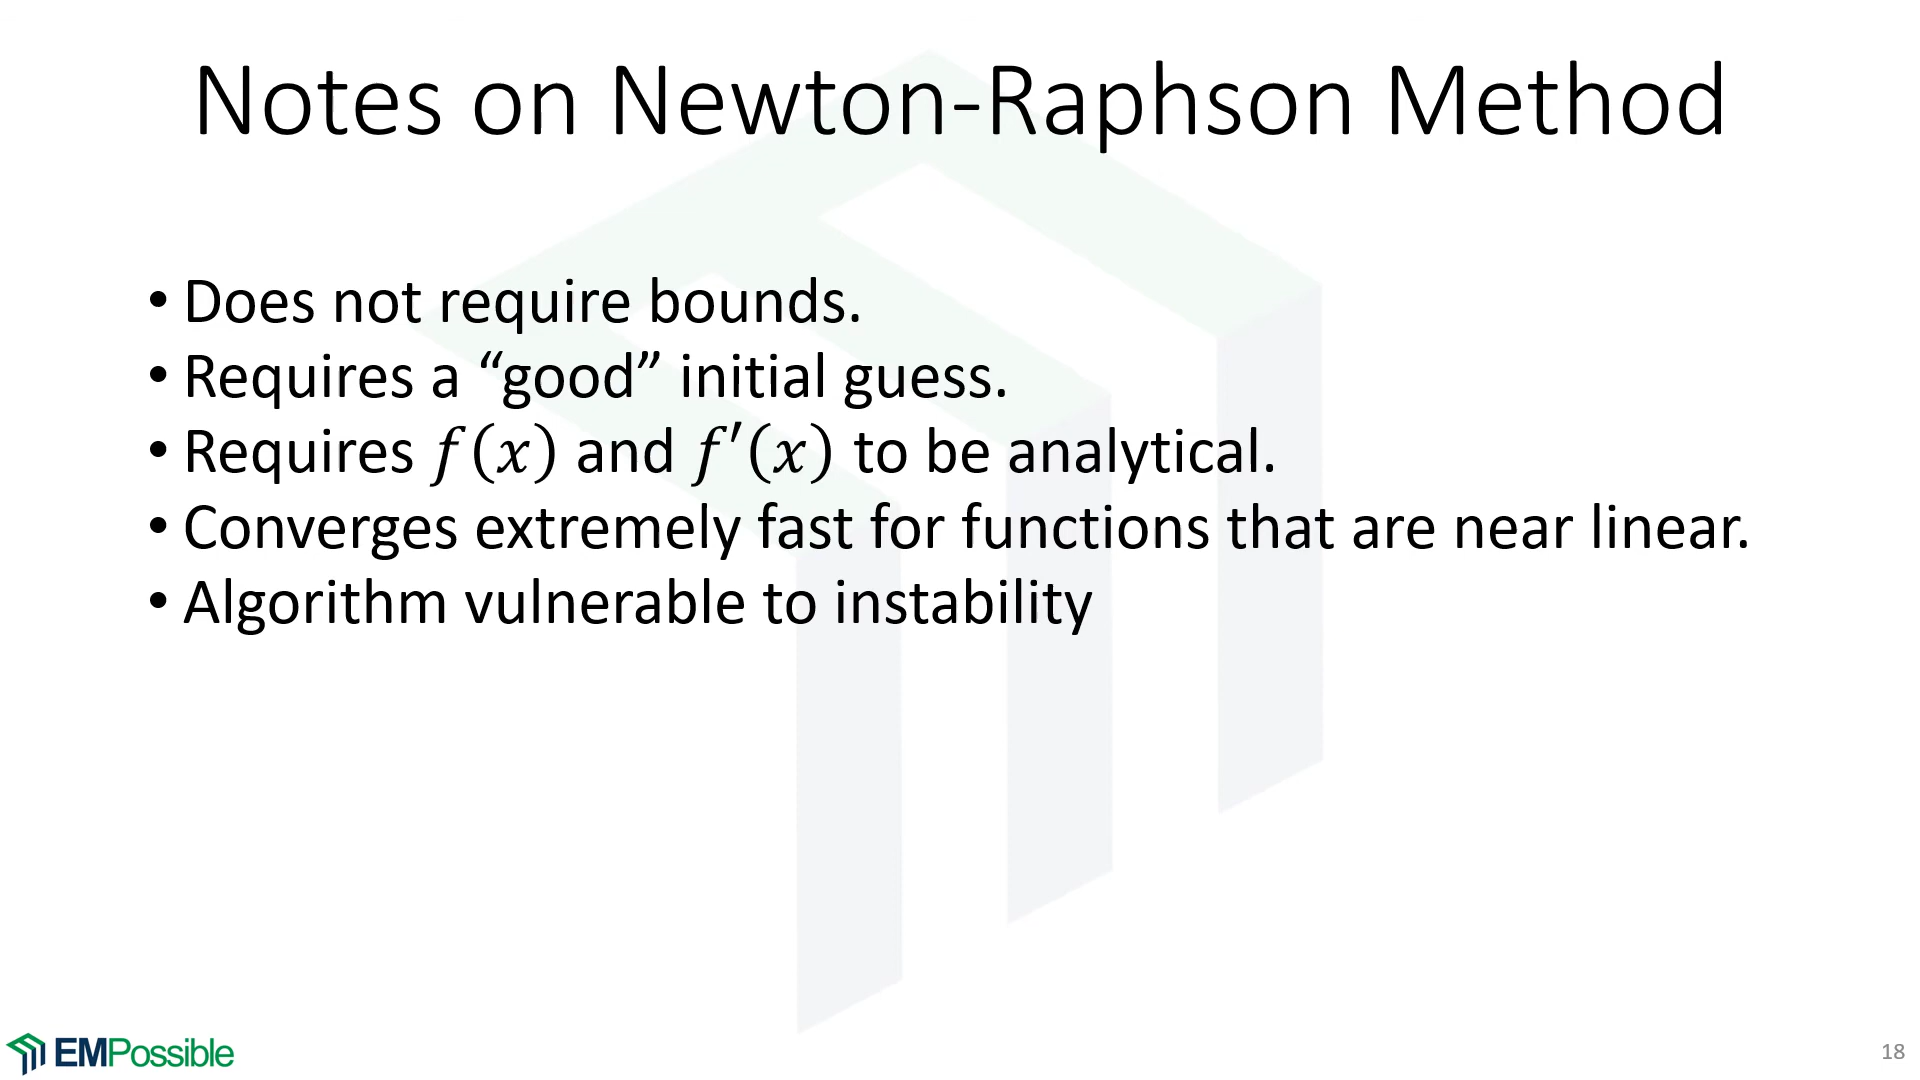 Notes on Newton-Raphson Method
• Does not require bounds.
• Requires a “good” initial guess.
• Requires f(x) and f′(x) to be analytical.
• Converges extremely fast for functions that are near linear.
• Algorithm vulnerable to instability
EMPossible
18